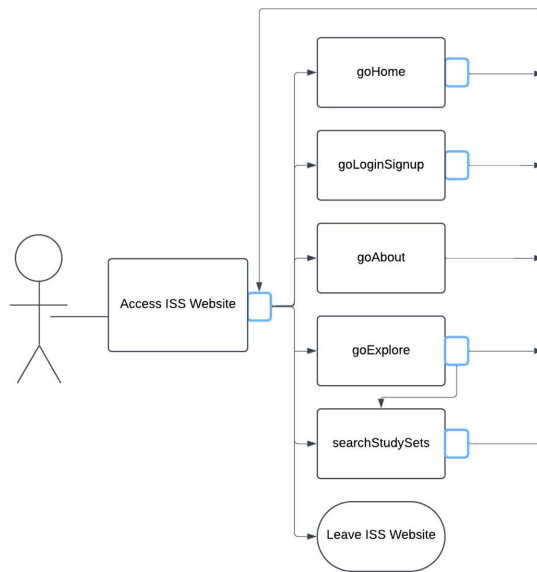 goHome
goLoginSignup
goAbout
Access ISS Website
goExplore
searchStudySets
Leave ISS Website